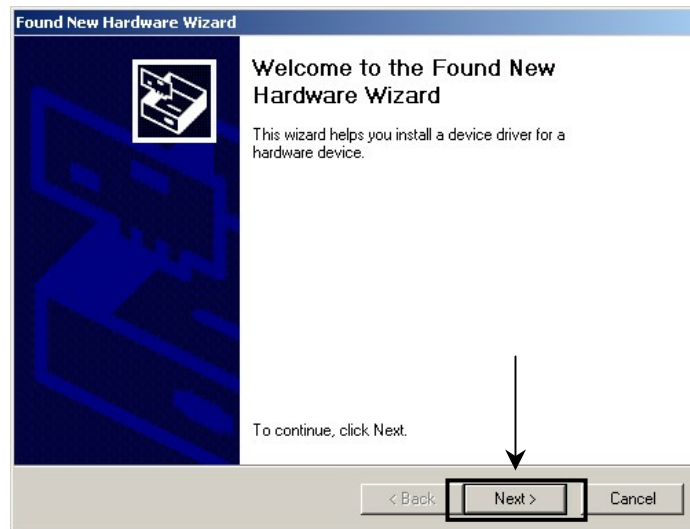 Found New Hardware Wizard
Welcome to the Found New
Hardware Wizard
This wizard helps you install a device driver for a
hardware device.
To continue, click Next.
< Back
Next >
Cancel